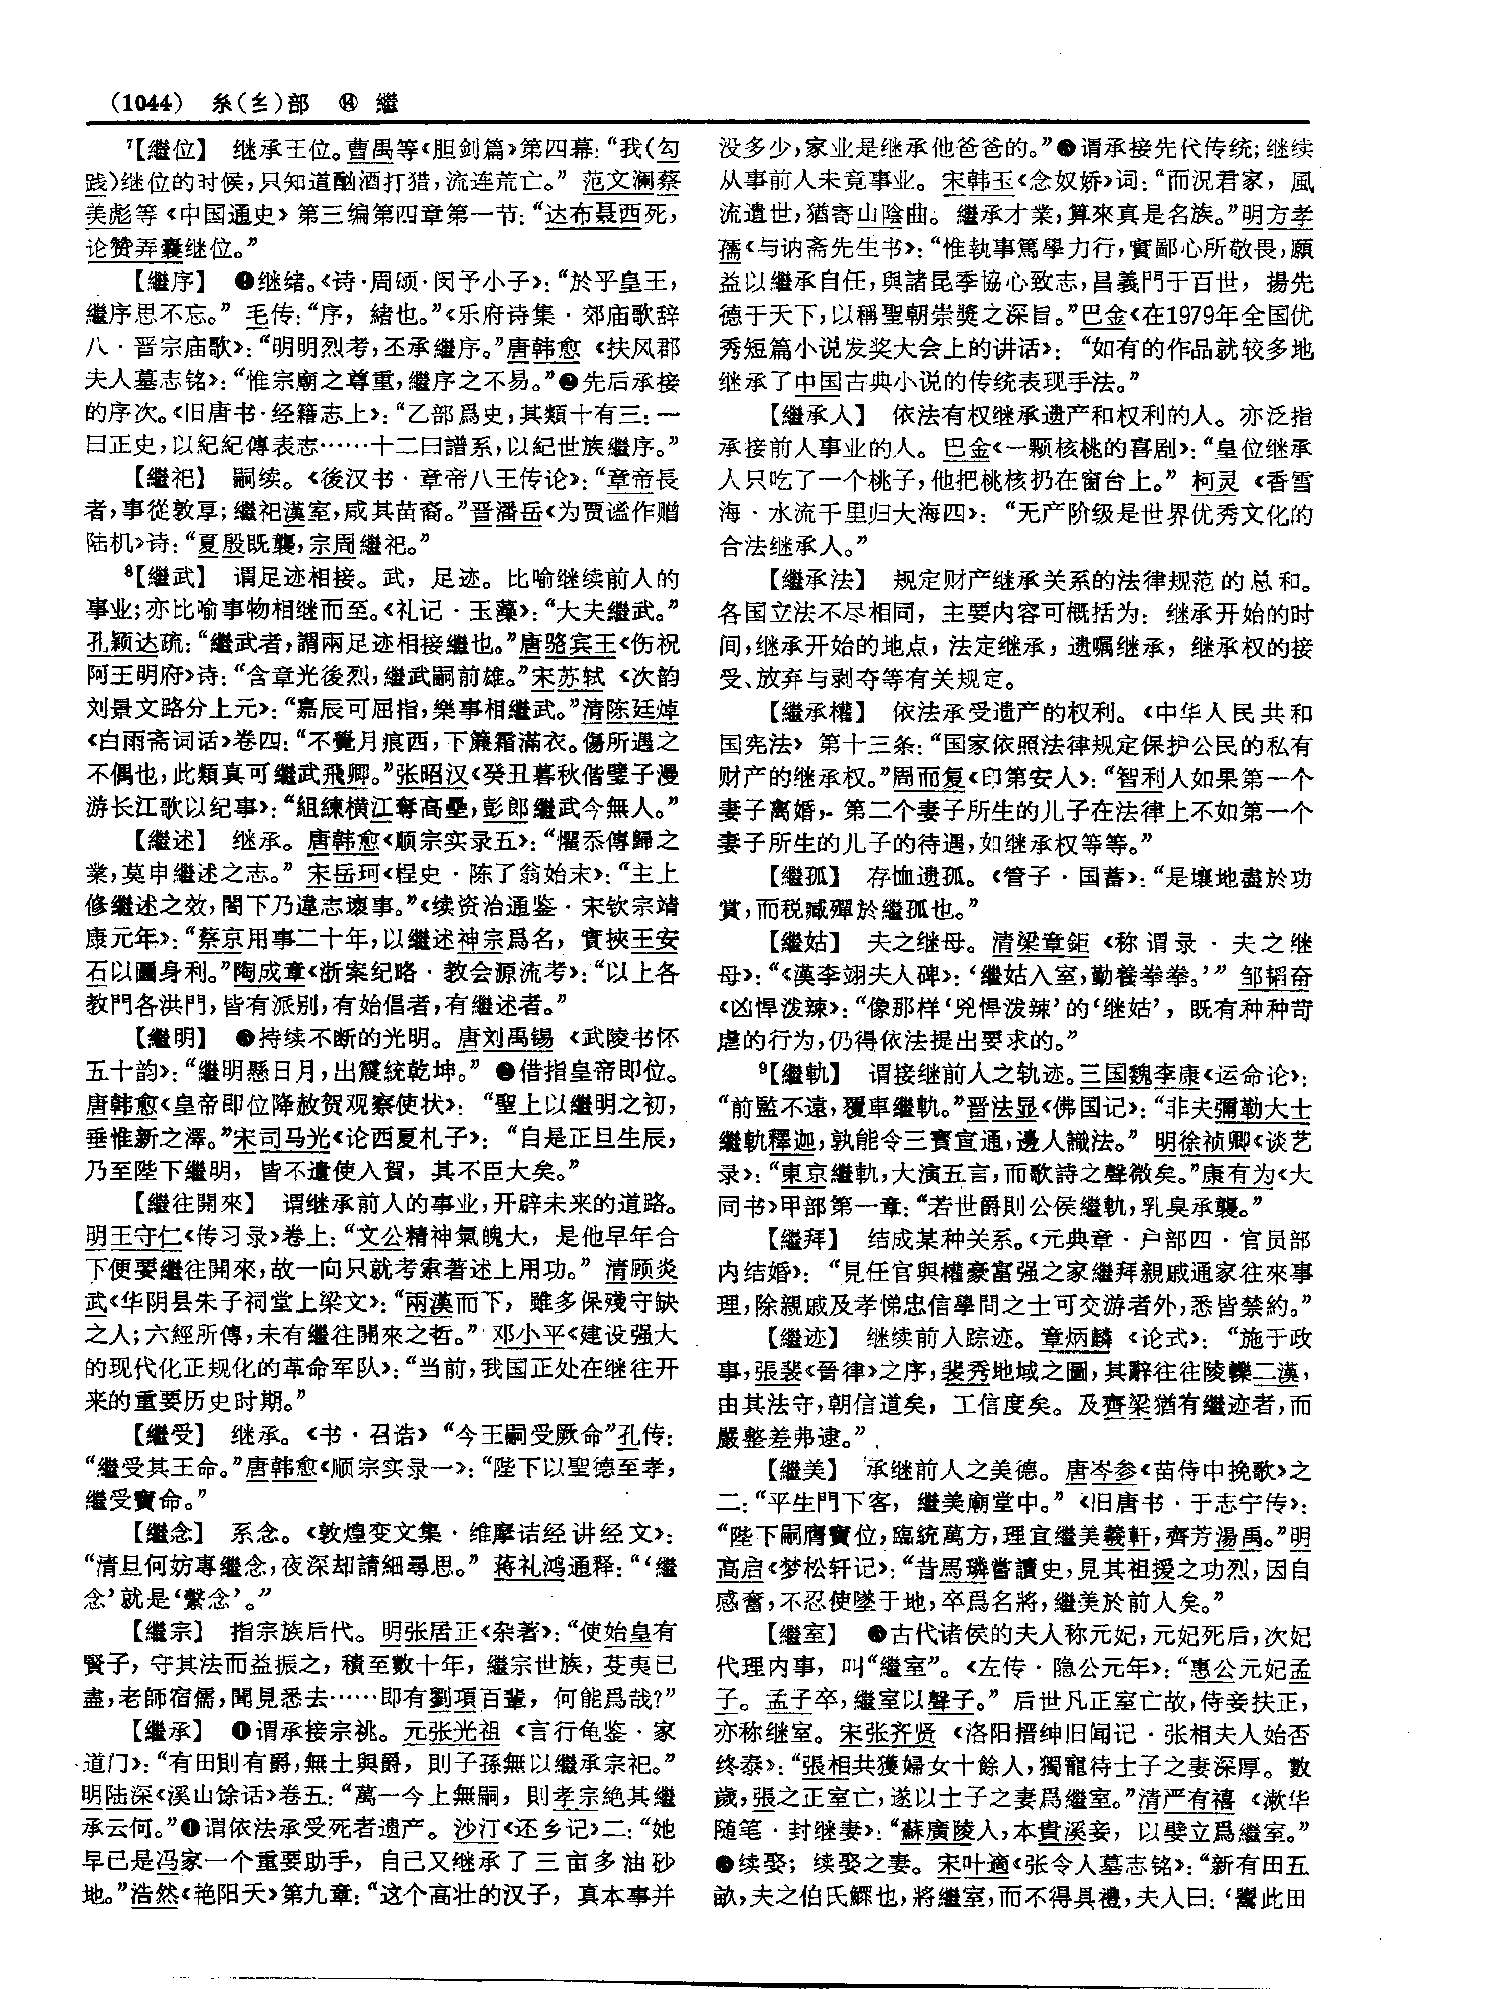 (1044) 糸(糹)部 ⑭ 繼
⁷【繼位】 继承王位。曹禺等《胆剑篇》第四幕：“我(勾
践)继位的时候，只知道酗酒打猎，流连荒亡。” 范文澜蔡
美彪等《中国通史》第三编第四章第一节：“达布聂西死，
论赞弄囊继位。”
【繼序】 ❶继绪。《诗·周颂·闵予小子》：“於乎皇王，
繼序思不忘。” 毛传：“序，緒也。”《乐府诗集·郊庙歌辞
八·晋宗庙歌》：“明明烈考，丕承繼序。”唐韩愈《扶风郡
夫人墓志铭》：“惟宗廟之尊重，繼序之不易。”❷先后承接
的序次。《旧唐书·经籍志上》：“乙部爲史，其類十有三：一
曰正史，以紀紀傳表志……十二曰譜系，以紀世族繼序。”
【繼祀】 嗣续。《後汉书·章帝八王传论》：“章帝長
者，事從敦厚；繼祀漢室，咸其苗裔。”晋潘岳《为贾谧作赠
陆机》诗：“夏殷既襲，宗周繼祀。”
⁸【繼武】 谓足迹相接。武，足迹。比喻继续前人的
事业；亦比喻事物相继而至。《礼记·玉藻》：“大夫繼武。”
孔颖达疏：“繼武者，謂兩足迹相接繼也。”唐骆宾王《伤祝
阿王明府》诗：“含章光後烈，繼武嗣前雄。”宋苏轼《次韵
刘景文路分上元》：“嘉辰可屈指，樂事相繼武。”清陈廷焯
《白雨斋词话》卷四：“不覺月痕西，下簾霜滿衣。傷所遇之
不偶也，此類真可繼武飛卿。”张昭汉《癸丑暮秋偕璧子漫
游长江歌以纪事》：“組練横江奪高壘，彭郎繼武今無人。”
【繼述】 继承。唐韩愈《顺宗实录五》：“懼忝傳歸之
業，莫申繼述之志。” 宋岳珂《桯史·陈了翁始末》：“主上
修繼述之效，閤下乃違志壞事。”《续资治通鉴·宋钦宗靖
康元年》：“蔡京用事二十年，以繼述神宗爲名，實挾王安
石以圖身利。”陶成章《浙案纪略·教会源流考》：“以上各
教門各洪門，皆有派别，有始倡者，有繼述者。”
【繼明】 ❶持续不断的光明。唐刘禹锡《武陵书怀
五十韵》：“繼明懸日月，出震統乾坤。” ❷借指皇帝即位。
唐韩愈《皇帝即位降赦贺观察使状》：“聖上以繼明之初，
垂惟新之澤。”宋司马光《论西夏札子》：“自是正旦生辰，
乃至陛下繼明，皆不遣使入賀，其不臣大矣。”
【繼往開來】 谓继承前人的事业，开辟未来的道路。
明王守仁《传习录》卷上：“文公精神氣魄大，是他早年合
下便要繼往開來，故一向只就考索著述上用功。” 清顾炎
武《华阴县朱子祠堂上梁文》：“兩漢而下，雖多保殘守缺
之人；六經所傳，未有繼往開來之哲。” 邓小平《建设强大
的现代化正规化的革命军队》：“当前，我国正处在继往开
来的重要历史时期。”
【繼受】 继承。《书·召诰》“今王嗣受厥命”孔传：
“繼受其王命。”唐韩愈《顺宗实录一》：“陛下以聖德至孝，
繼受寶命。”
【繼念】 系念。《敦煌变文集·维摩诘经讲经文》：
“清旦何妨專繼念，夜深却請細尋思。” 蒋礼鸿通释：“‘繼
念’就是‘繫念’。”
【繼宗】 指宗族后代。明张居正《杂著》：“使始皇有
賢子，守其法而益振之，積至數十年，繼宗世族，芟夷已
盡，老師宿儒，聞見悉去……即有劉項百輩，何能爲哉？”
【繼承】 ❶谓承接宗祧。元张光祖《言行龟鉴·家
道门》：“有田則有爵，無土與爵，則子孫無以繼承宗祀。”
明陆深《溪山馀话》卷五：“萬一今上無嗣，則孝宗絶其繼
承云何。”❷谓依法承受死者遗产。沙汀《还乡记》二：“她
早已是冯家一个重要助手，自己又继承了三亩多油砂
地。”浩然《艳阳天》第九章：“这个高壮的汉子，真本事并
没多少，家业是继承他爸爸的。”❸谓承接先代传统；继续
从事前人未竟事业。宋韩玉《念奴娇》词：“而況君家，風
流遺世，猶寄山陰曲。繼承才業，算來真是名族。”明方孝
孺《与讷斋先生书》：“惟執事篤學力行，實鄙心所敬畏，願
益以繼承自任，與諸昆季協心致志，昌義門于百世，揚先
德于天下，以稱聖朝崇獎之深旨。”巴金《在1979年全国优
秀短篇小说发奖大会上的讲话》：“如有的作品就较多地
继承了中国古典小说的传统表现手法。”
【繼承人】 依法有权继承遗产和权利的人。亦泛指
承接前人事业的人。巴金《一颗核桃的喜剧》：“皇位继承
人只吃了一个桃子，他把桃核扔在窗台上。” 柯灵《香雪
海·水流千里归大海四》：“无产阶级是世界优秀文化的
合法继承人。”
【繼承法】 规定财产继承关系的法律规范的总和。
各国立法不尽相同，主要内容可概括为：继承开始的时
间，继承开始的地点，法定继承，遗嘱继承，继承权的接
受、放弃与剥夺等有关规定。
【繼承權】 依法承受遗产的权利。《中华人民共和
国宪法》第十三条：“国家依照法律规定保护公民的私有
财产的继承权。”周而复《印第安人》：“智利人如果第一个
妻子离婚，第二个妻子所生的儿子在法律上不如第一个
妻子所生的儿子的待遇，如继承权等等。”
【繼孤】 存恤遗孤。《管子·国蓄》：“是壤地盡於功
賞，而税臧殫於繼孤也。”
【繼姑】 夫之继母。清梁章鉅《称谓录·夫之继
母》：“《漢李翊夫人碑》：‘繼姑入室，勤養拳拳。’” 邹韬奋
《凶悍泼辣》：“像那样‘兇悍泼辣’的‘继姑’，既有种种苛
虐的行为，仍得依法提出要求的。”
⁹【繼軌】 谓接继前人之轨迹。三国魏李康《运命论》：
“前監不遠，覆車繼軌。”晋法显《佛国记》：“非夫彌勒大士
繼軌釋迦，孰能令三寶宣通，邊人識法。” 明徐祯卿《谈艺
录》：“東京繼軌，大演五言，而歌詩之聲微矣。”康有为《大
同书》甲部第一章：“若世爵則公侯繼軌，乳臭承襲。”
【繼拜】 结成某种关系。《元典章·户部四·官员部
内结婚》：“見任官與權豪富强之家繼拜親戚通家往來事
理，除親戚及孝悌忠信學問之士可交游者外，悉皆禁約。”
【繼迹】 继续前人踪迹。章炳麟《论式》：“施于政
事，張裴《晉律》之序，裴秀地域之圖，其辭往往陵轢二漢，
由其法守，朝信道矣，工信度矣。及齊梁猶有繼迹者，而
嚴整差弗逮。”
【繼美】 承继前人之美德。唐岑参《苗侍中挽歌》之
二：“平生門下客，繼美廟堂中。”《旧唐书·于志宁传》：
“陛下嗣膺寶位，臨統萬方，理宜繼美羲軒，齊芳湯禹。”明
高启《梦松轩记》：“昔馬璘嘗讀史，見其祖援之功烈，因自
感奮，不忍使墜于地，卒爲名將，繼美於前人矣。”
【繼室】 ❶古代诸侯的夫人称元妃，元妃死后，次妃
代理内事，叫“繼室”。《左传·隐公元年》：“惠公元妃孟
子。孟子卒，繼室以聲子。” 后世凡正室亡故，侍妾扶正，
亦称继室。宋张齐贤《洛阳搢绅旧闻记·张相夫人始否
终泰》：“張相共獲婦女十餘人，獨寵待士子之妻深厚。數
歲，張之正室亡，遂以士子之妻爲繼室。”清严有禧《漱华
随笔·封继妻》：“蘇廣陵人，本貴溪妾，以嬖立爲繼室。”
❷续娶；续娶之妻。宋叶適《张令人墓志铭》：“新有田五
畝，夫之伯氏鰥也，將繼室，而不得具禮，夫人曰：‘鬻此田